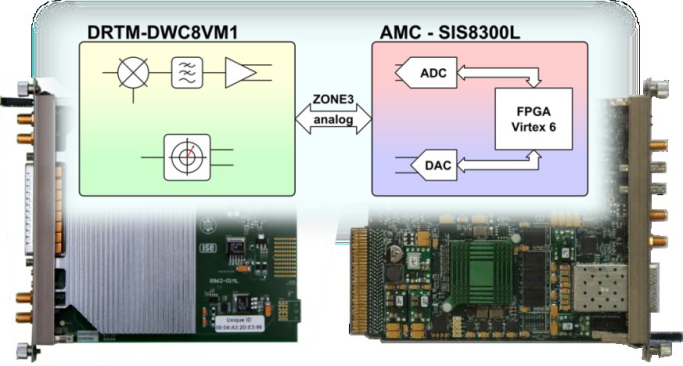 DRTM-DWC8VM1
AMC - SIS8300L
ZONE3
analog
ADC
FPGA
Virtex 6
DAC
Unique ID